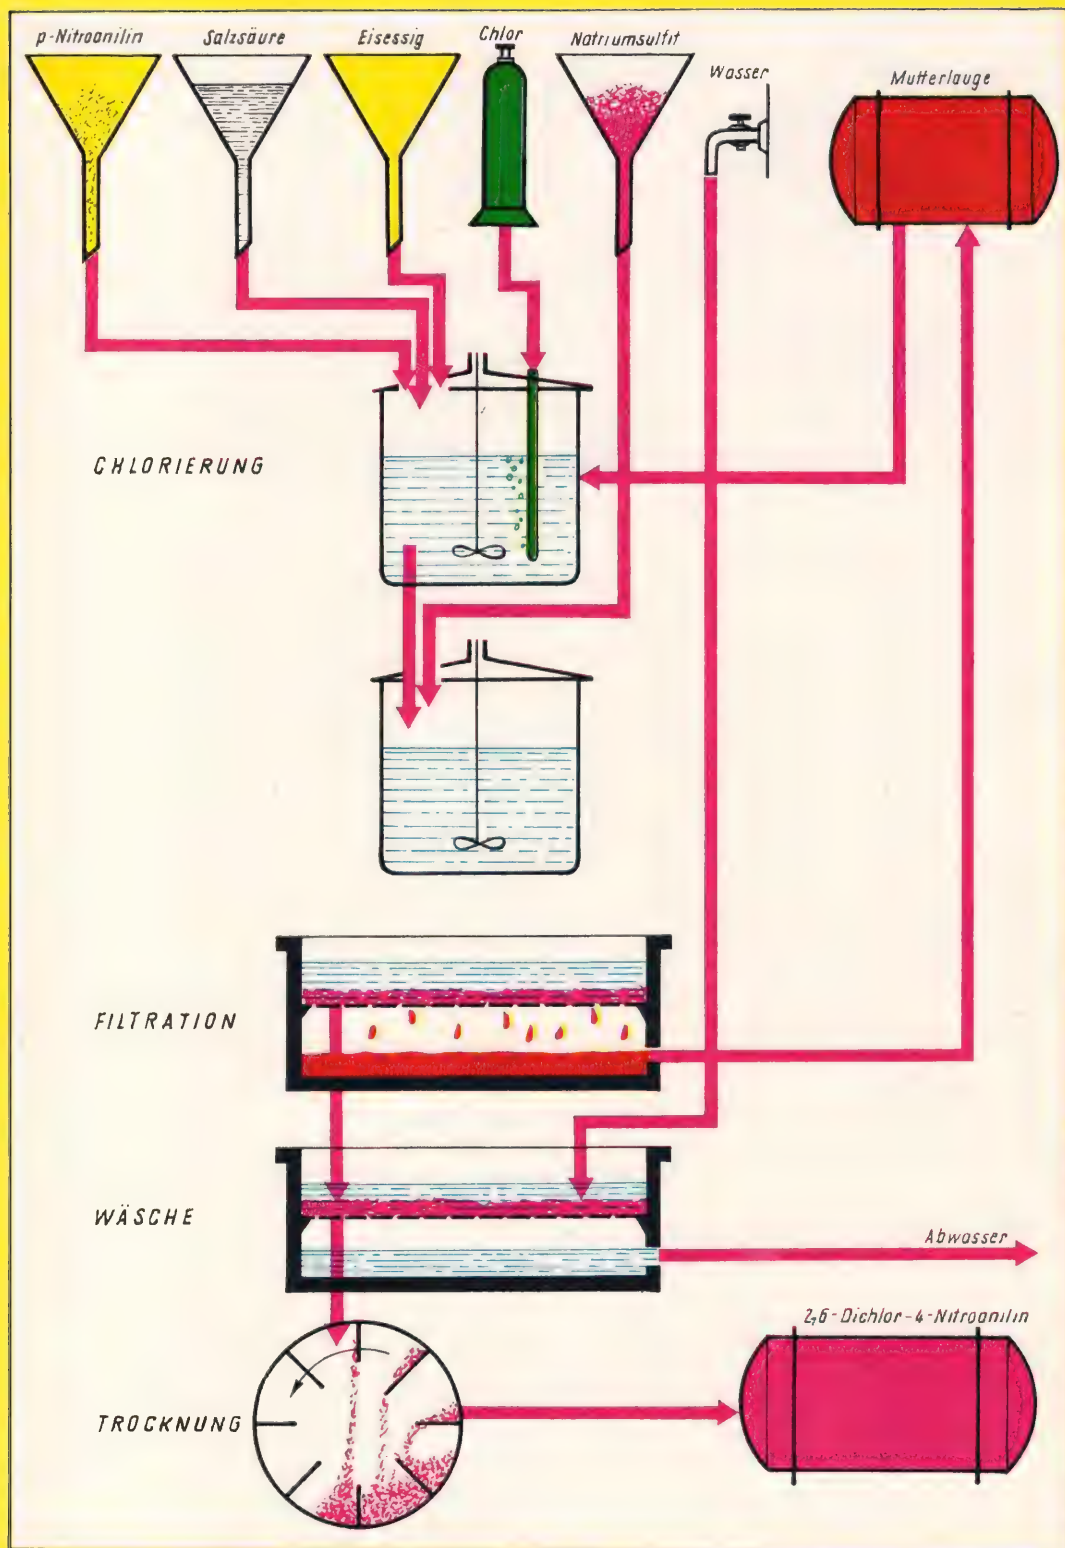 p-Nitroanilin
Salzsäure
Eisessig
Chlor
Natriumsulfit
Wasser
Mutterlauge
CHLORIERUNG
FILTRATION
WÄSCHE
Abwasser
2,6-Dichlor-4-Nitroanilin
TROCKNUNG